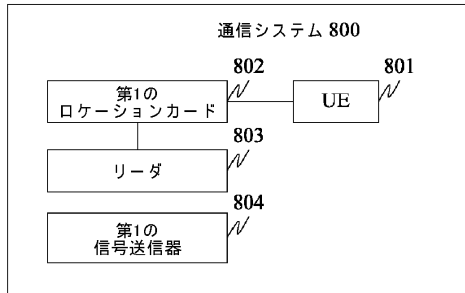 通信システム 800
802
801
第1の
ロケーションカード
UE
803
リーダ
804
第1の
信号送信器